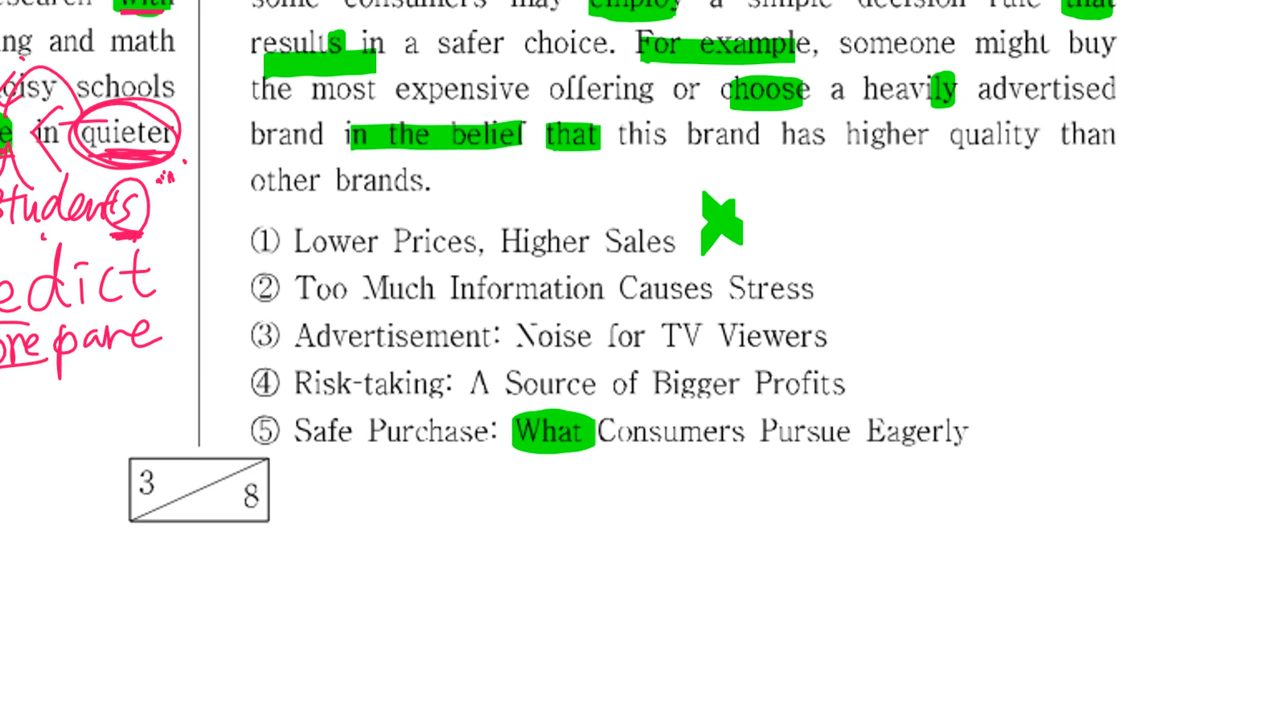 ng and math
oisy schools
e in quieter
students
edict
prepare
some consumers may employ a simple decision rule that
results in a safer choice. For example, someone might buy
the most expensive offering or choose a heavily advertised
brand in the belief that this brand has higher quality than
other brands.
① Lower Prices, Higher Sales
② Too Much Information Causes Stress
③ Advertisement: Noise for TV Viewers
④ Risk-taking: A Source of Bigger Profits
⑤ Safe Purchase: What Consumers Pursue Eagerly
3 8